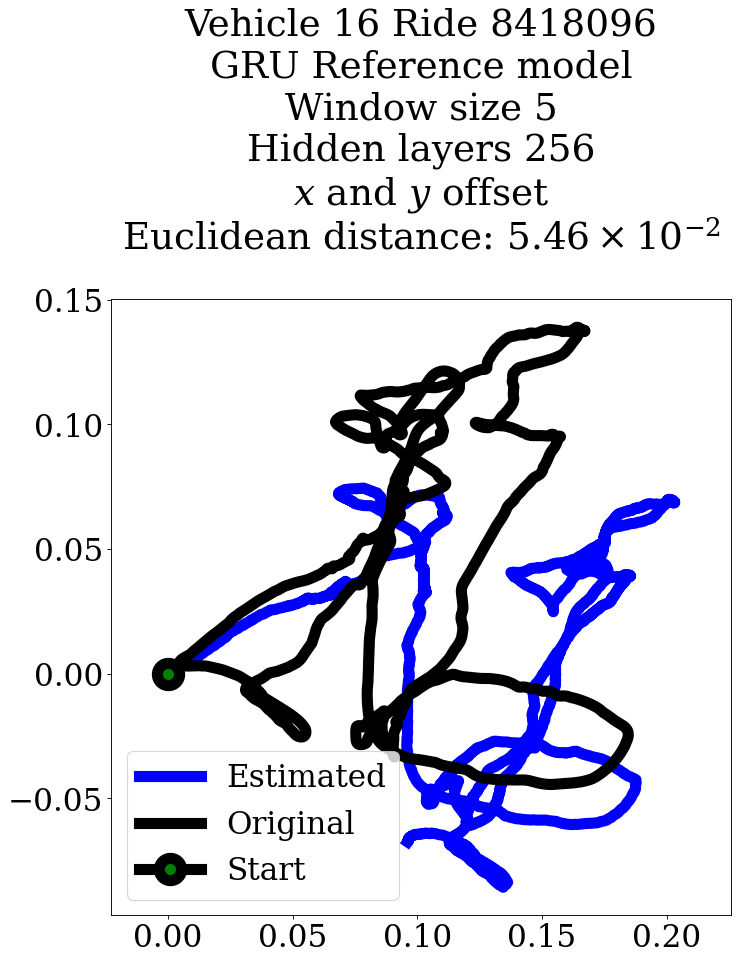 Vehicle 16 Ride 8418096
GRU Reference model
Window size 5
Hidden layers 256
x and y offset
Euclidean distance: 5.46 × 10⁻²
0.15
0.10
0.05
0.00
−0.05
Estimated
Original
Start
0.00 0.05 0.10 0.15 0.20